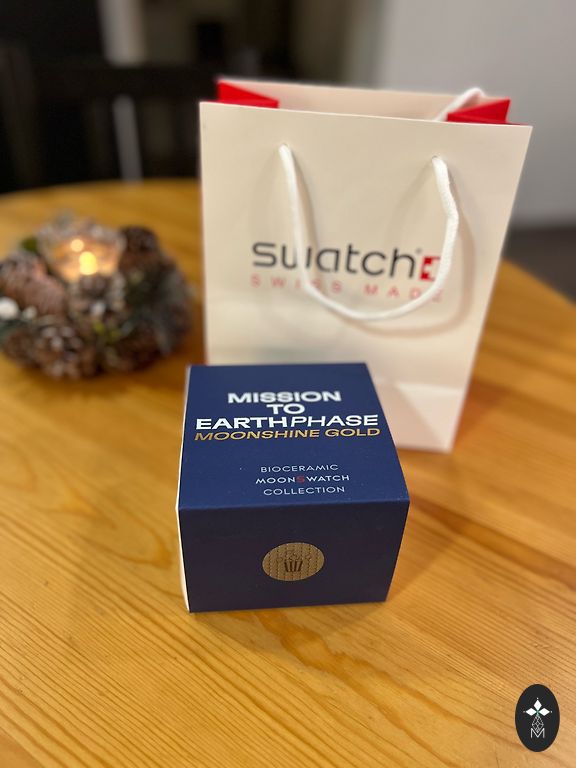 swatch
SWISS MADE
MISSION
TO
EARTHPHASE
MOONSHINE GOLD
BIOCERAMIC
MOONSWATCH
COLLECTION
M